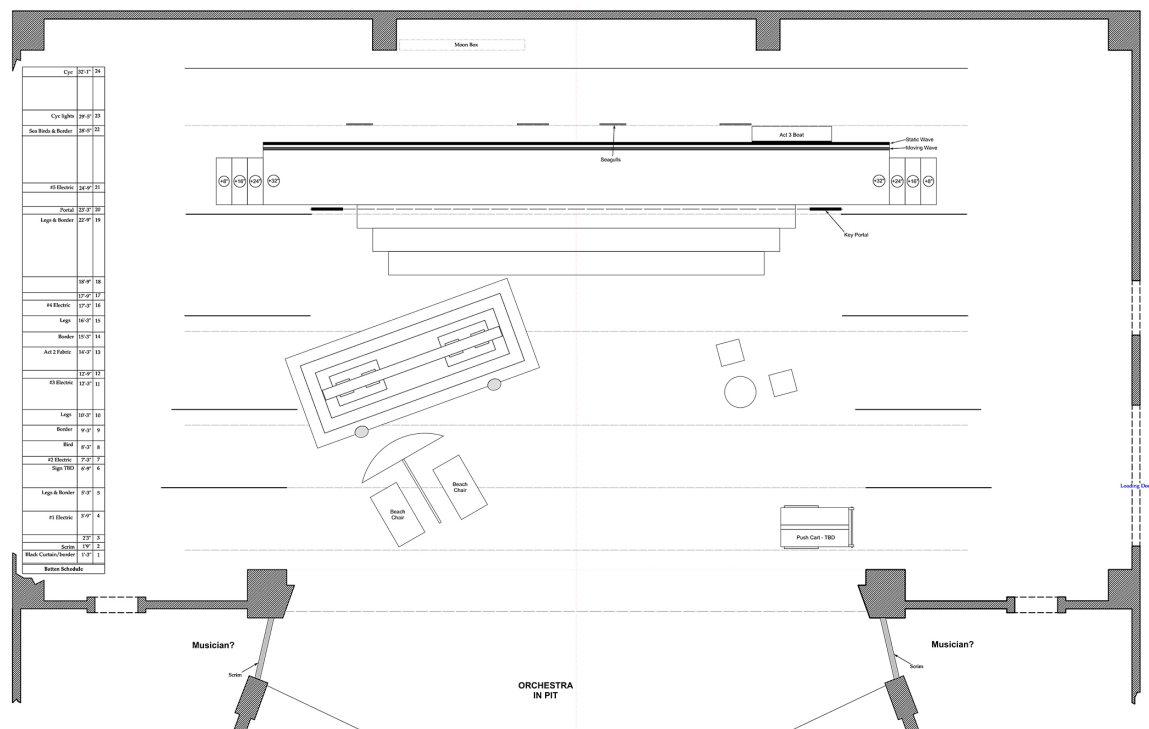 Moon Box
Cyc 32'-1" 24
Cyc lights 29'-5" 23
Sea Birds & Border 28'-5" 22
#5 Electric 24'-9" 21
Portal 23'-3" 20
Legs & Border 22'-9" 19
18'-9" 18
17'-9" 17
#4 Electric 17'-3" 16
Legs 16'-3" 15
Border 15'-3" 14
Act 2 Fabric 14'-3" 13
12'-9" 12
#3 Electric 12'-3" 11
Legs 10'-3" 10
Border 9'-3" 9
Bird 8'-3" 8
#2 Electric 7'-3" 7
Sign TBD 6'-9" 6
Legs & Border 5'-3" 5
#1 Electric 3'-9" 4
2'3" 3
Scrim 1'9" 2
Black Curtain/border 1'-3" 1
Batten Schedule
Act 3 Boat
Static Wave
Moving Wave
Seagulls
+8" +16" +24" +32"
+32" +24" +16" +8"
Key Portal
Beach
Chair
Beach
Chair
Push Cart - TBD
Loading Do
Musician?
Scrim
Musician?
Scrim
ORCHESTRA
IN PIT